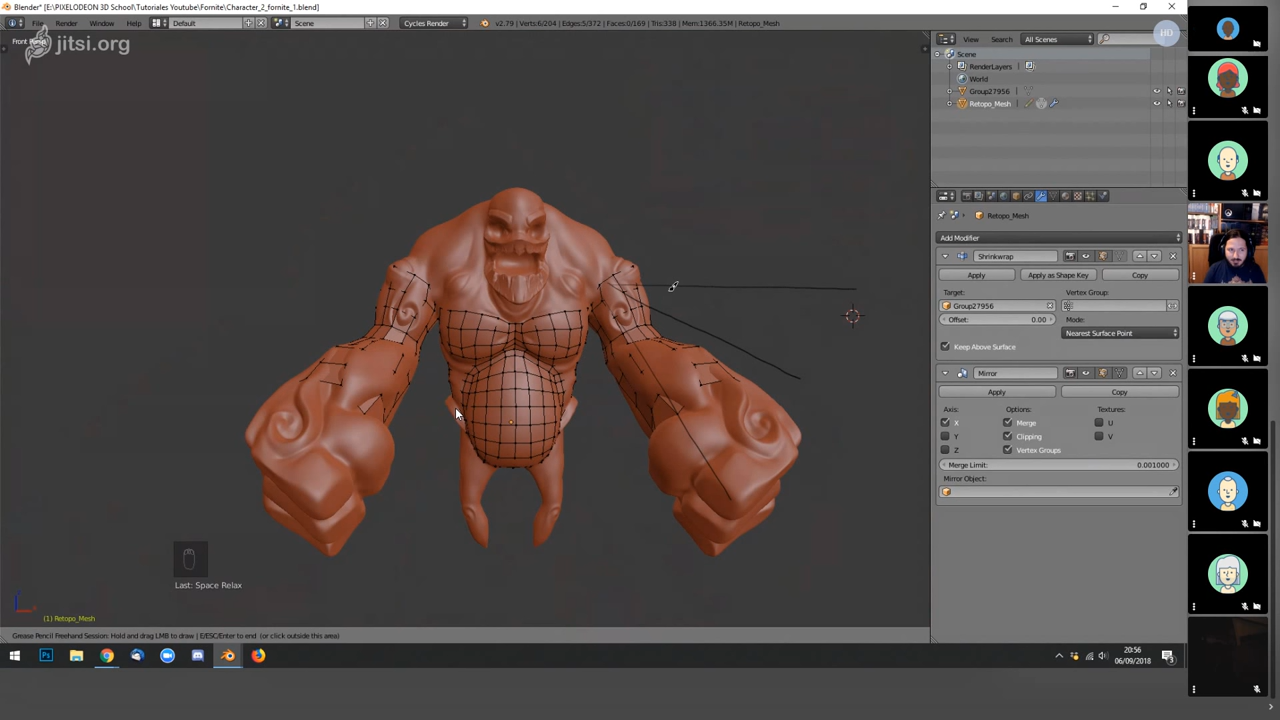 Blender* [E:\PIXELODEON 3D School\Tutoriales Youtube\Fornite\Character_2_fornite_1.blend]
File Render Window Help Default Scene Cycles Render v2.79 | Verts:6/204 | Edges:5/372 | Faces:0/169 | Tris:338 | Mem:1366.35M | Retopo_Mesh
View Search All Scenes
HD
jitsi.org
Scene
RenderLayers
World
Group27956
Retopo_Mesh
Retopo_Mesh
Add Modifier
Shrinkwrap
Apply Apply as Shape Key Copy
Target: Vertex Group:
Group27956
Offset: 0.00 Mode:
Nearest Surface Point
Keep Above Surface
Mirror
Apply Copy
Axis: Options: Textures:
X Merge U
Y Clipping V
Z Vertex Groups
Merge Limit: 0.001000
Mirror Object:
Last: Space Relax
(1) Retopo_Mesh
Grease Pencil Freehand Session: Hold and drag LMB to draw | E/ESC/Enter to end (or click outside this area)
20:56
06/09/2018
3